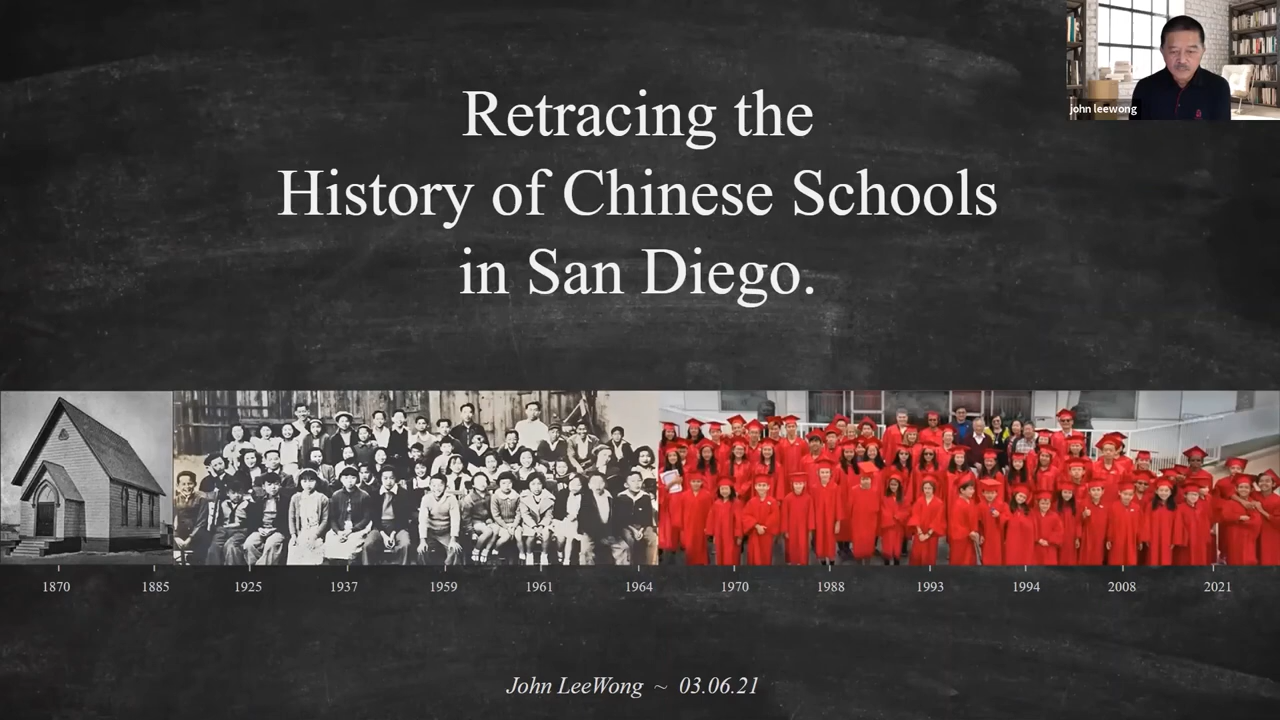 john leewong
Retracing the
History of Chinese Schools
in San Diego.
1870 1885 1925 1937 1959 1961 1964 1970 1988 1993 1994 2008 2021
John LeeWong ~ 03.06.21